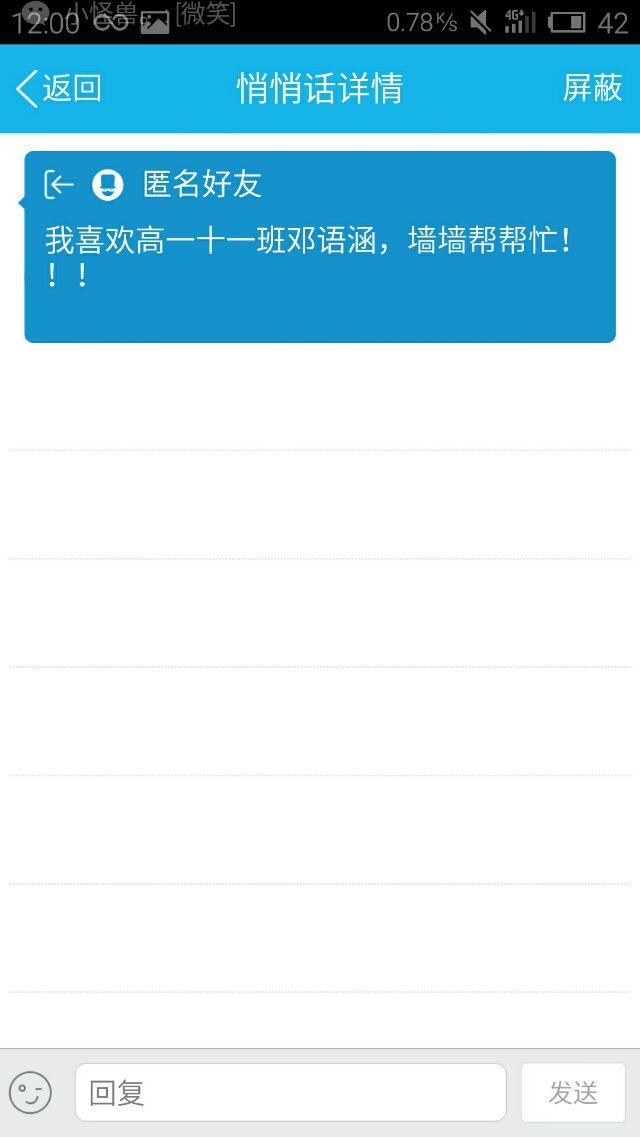 小怪兽 : [微笑]
12:00
0.78K/s 4G+ 42
返回 悄悄话详情 屏蔽
匿名好友
我喜欢高一十一班邓语涵，墙墙帮帮忙！
！！
回复 发送